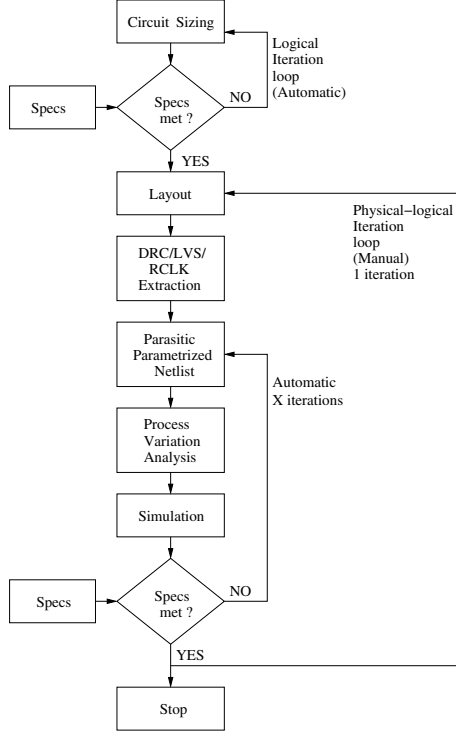 Circuit Sizing
Logical
Iteration
loop
(Automatic)
Specs
Specs
met ?
NO
YES
Layout
Physical−logical
Iteration
loop
(Manual)
1 iteration
DRC/LVS/
RCLK
Extraction
Parasitic
Parametrized
Netlist
Automatic
X iterations
Process
Variation
Analysis
Simulation
Specs
Specs
met ?
NO
YES
Stop